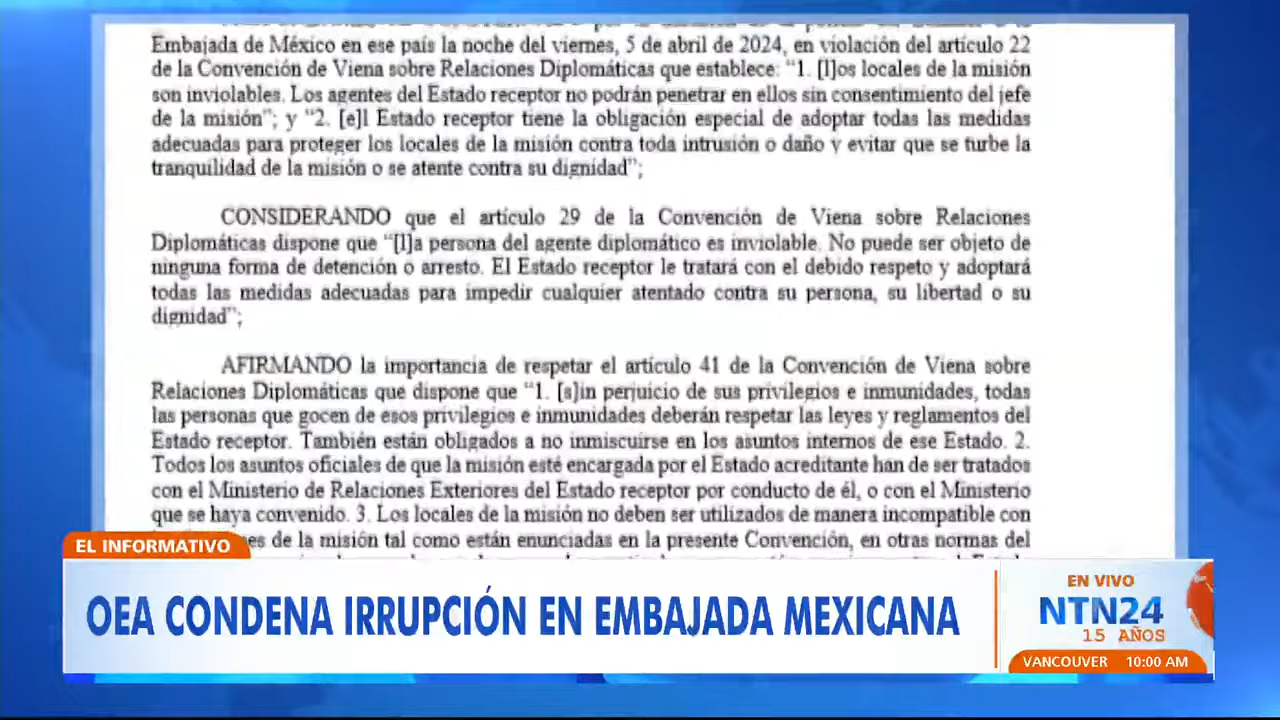 Embajada de México en ese país la noche del viernes, 5 de abril de 2024, en violación del artículo 22
de la Convención de Viena sobre Relaciones Diplomáticas que establece: “1. [l]os locales de la misión
son inviolables. Los agentes del Estado receptor no podrán penetrar en ellos sin consentimiento del jefe
de la misión”; y “2. [e]l Estado receptor tiene la obligación especial de adoptar todas las medidas
adecuadas para proteger los locales de la misión contra toda intrusión o daño y evitar que se turbe la
tranquilidad de la misión o se atente contra su dignidad”;
CONSIDERANDO que el artículo 29 de la Convención de Viena sobre Relaciones
Diplomáticas dispone que “[l]a persona del agente diplomático es inviolable. No puede ser objeto de
ninguna forma de detención o arresto. El Estado receptor le tratará con el debido respeto y adoptará
todas las medidas adecuadas para impedir cualquier atentado contra su persona, su libertad o su
dignidad”;
AFIRMANDO la importancia de respetar el artículo 41 de la Convención de Viena sobre
Relaciones Diplomáticas que dispone que “1. [s]in perjuicio de sus privilegios e inmunidades, todas
las personas que gocen de esos privilegios e inmunidades deberán respetar las leyes y reglamentos del
Estado receptor. También están obligados a no inmiscuirse en los asuntos internos de ese Estado. 2.
Todos los asuntos oficiales de que la misión esté encargada por el Estado acreditante han de ser tratados
con el Ministerio de Relaciones Exteriores del Estado receptor por conducto de él, o con el Ministerio
que se haya convenido. 3. Los locales de la misión no deben ser utilizados de manera incompatible con
es de la misión tal como están enunciadas en la presente Convención, en otras normas del
EL INFORMATIVO
OEA CONDENA IRRUPCIÓN EN EMBAJADA MEXICANA
EN VIVO
NTN24
15 AÑOS
VANCOUVER 10:00 AM